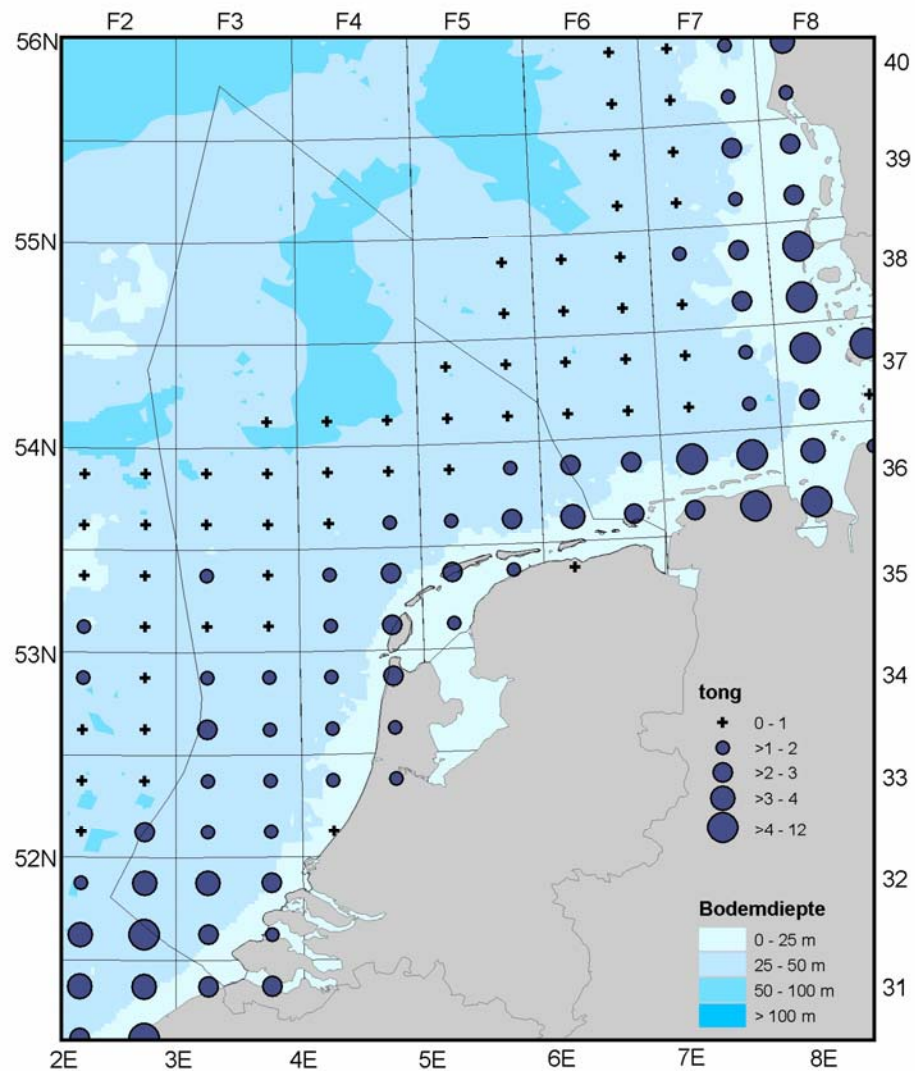 F2 F3 F4 F5 F6 F7 F8
56N
40
39
55N
38
37
54N
36
35
53N
34
33
52N
32
31
tong
0 - 1
>1 - 2
>2 - 3
>3 - 4
>4 - 12
Bodemdiepte
0 - 25 m
25 - 50 m
50 - 100 m
> 100 m
2E 3E 4E 5E 6E 7E 8E